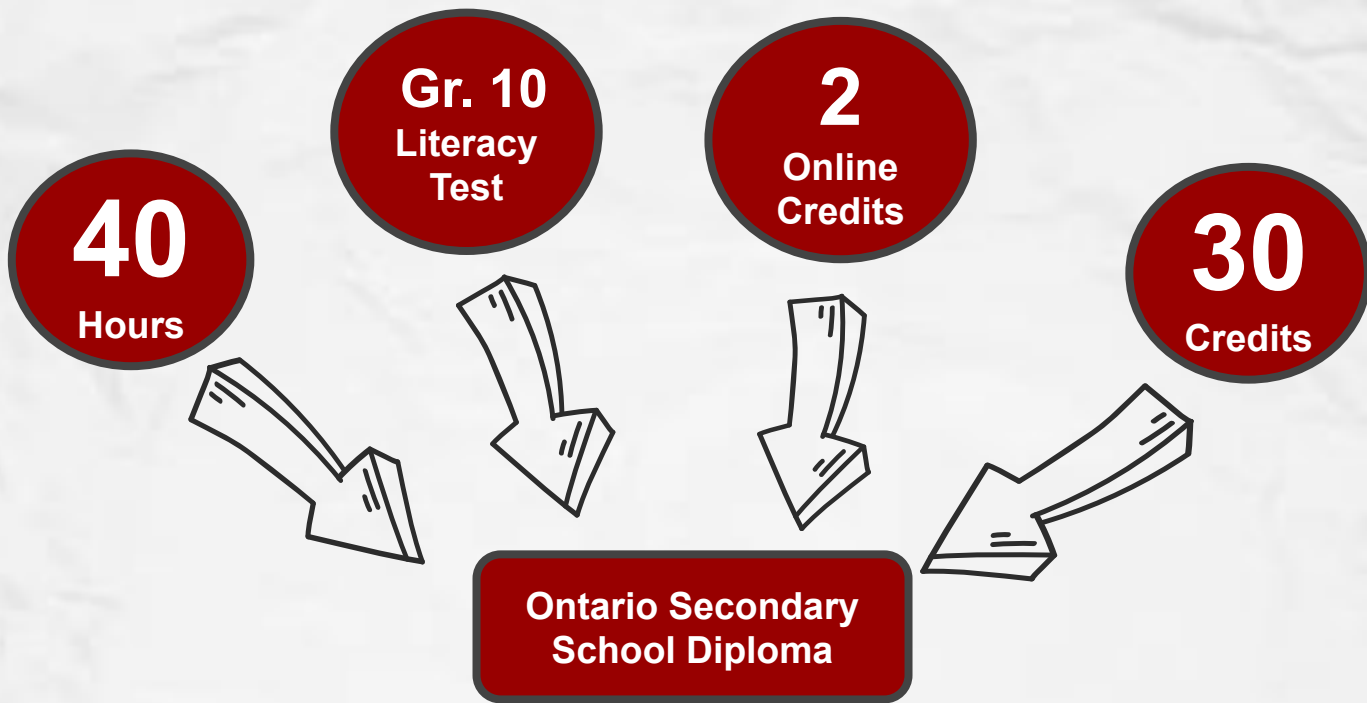 40
Hours
Gr. 10
Literacy
Test
2
Online
Credits
30
Credits
Ontario Secondary
School Diploma